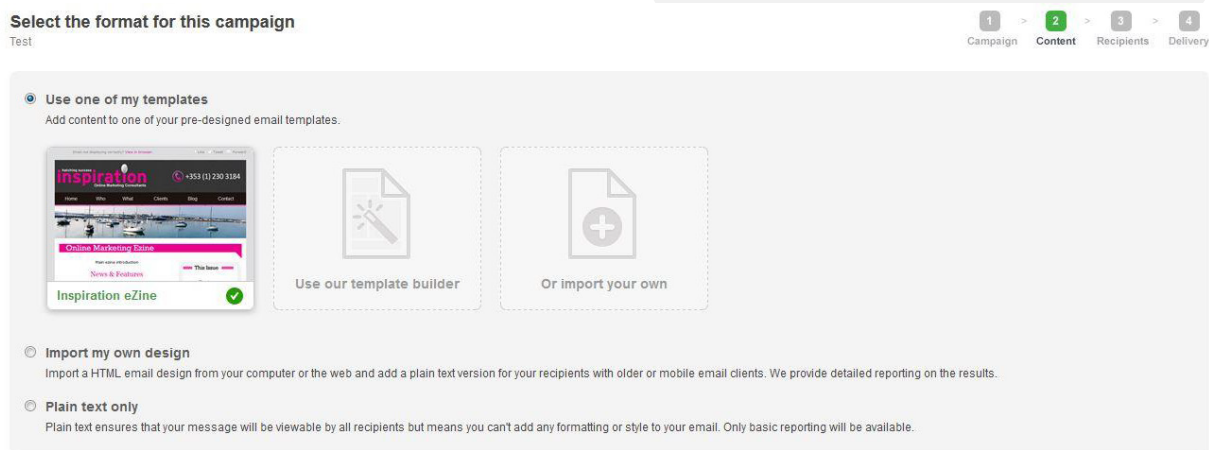 Select the format for this campaign
Test
1 > 2 > 3 > 4
Campaign Content Recipients Delivery
Use one of my templates
Add content to one of your pre-designed email templates.
inspiration
Online Marketing Consultants
+353 (1) 230 3184
Home Who What Clients Blog Contact
Online Marketing Ezine
Main ezine introduction
News & Features
This Issue
Inspiration eZine
Use our template builder
Or import your own
Import my own design
Import a HTML email design from your computer or the web and add a plain text version for your recipients with older or mobile email clients. We provide detailed reporting on the results.
Plain text only
Plain text ensures that your message will be viewable by all recipients but means you can't add any formatting or style to your email. Only basic reporting will be available.